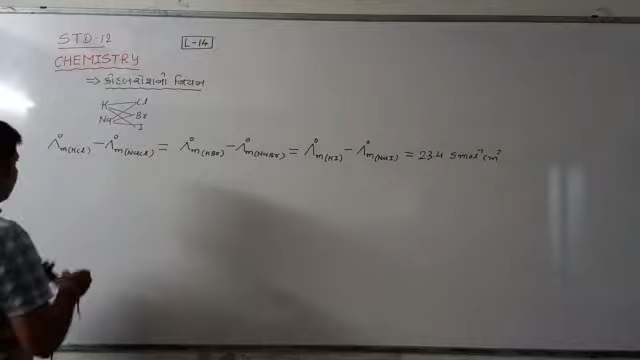 STD-12
L-14
CHEMISTRY
⇒ કોહલરોશનો નિયમ
K Cl
Na Br
I
Λ°m(KCl) - Λ°m(NaCl) = Λ°m(KBr) - Λ°m(NaBr) = Λ°m(KI) - Λ°m(NaI) = 23.4 S mol⁻¹ cm²